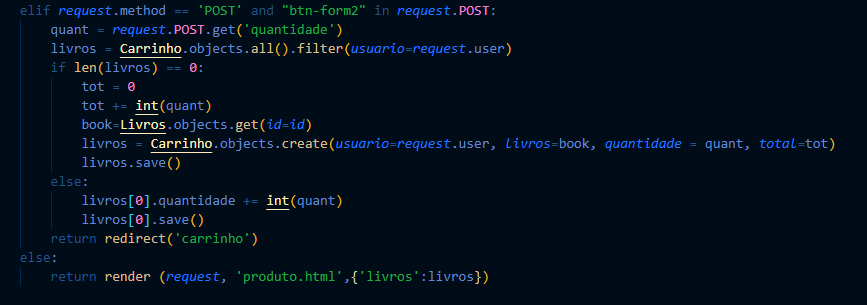 elif request.method == 'POST' and "btn-form2" in request.POST:
quant = request.POST.get('quantidade')
livros = Carrinho.objects.all().filter(usuario=request.user)
if len(livros) == 0:
tot = 0
tot += int(quant)
book=Livros.objects.get(id=id)
livros = Carrinho.objects.create(usuario=request.user, livros=book, quantidade = quant, total=tot)
livros.save()
else:
livros[0].quantidade += int(quant)
livros[0].save()
return redirect('carrinho')
else:
return render (request, 'produto.html',{'livros':livros})